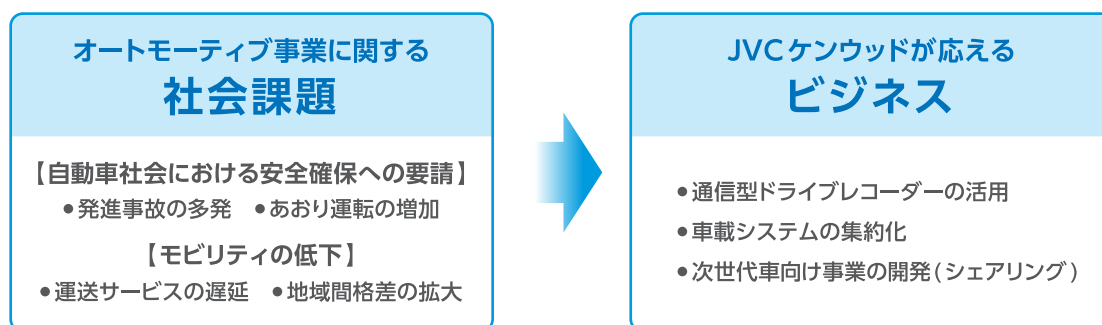 オートモーティブ事業に関する
社会課題
【自動車社会における安全確保への要請】
●発進事故の多発 ●あおり運転の増加
【モビリティの低下】
●運送サービスの遅延 ●地域間格差の拡大
JVCケンウッドが応える
ビジネス
●通信型ドライブレコーダーの活用
●車載システムの集約化
●次世代車向け事業の開発(シェアリング)